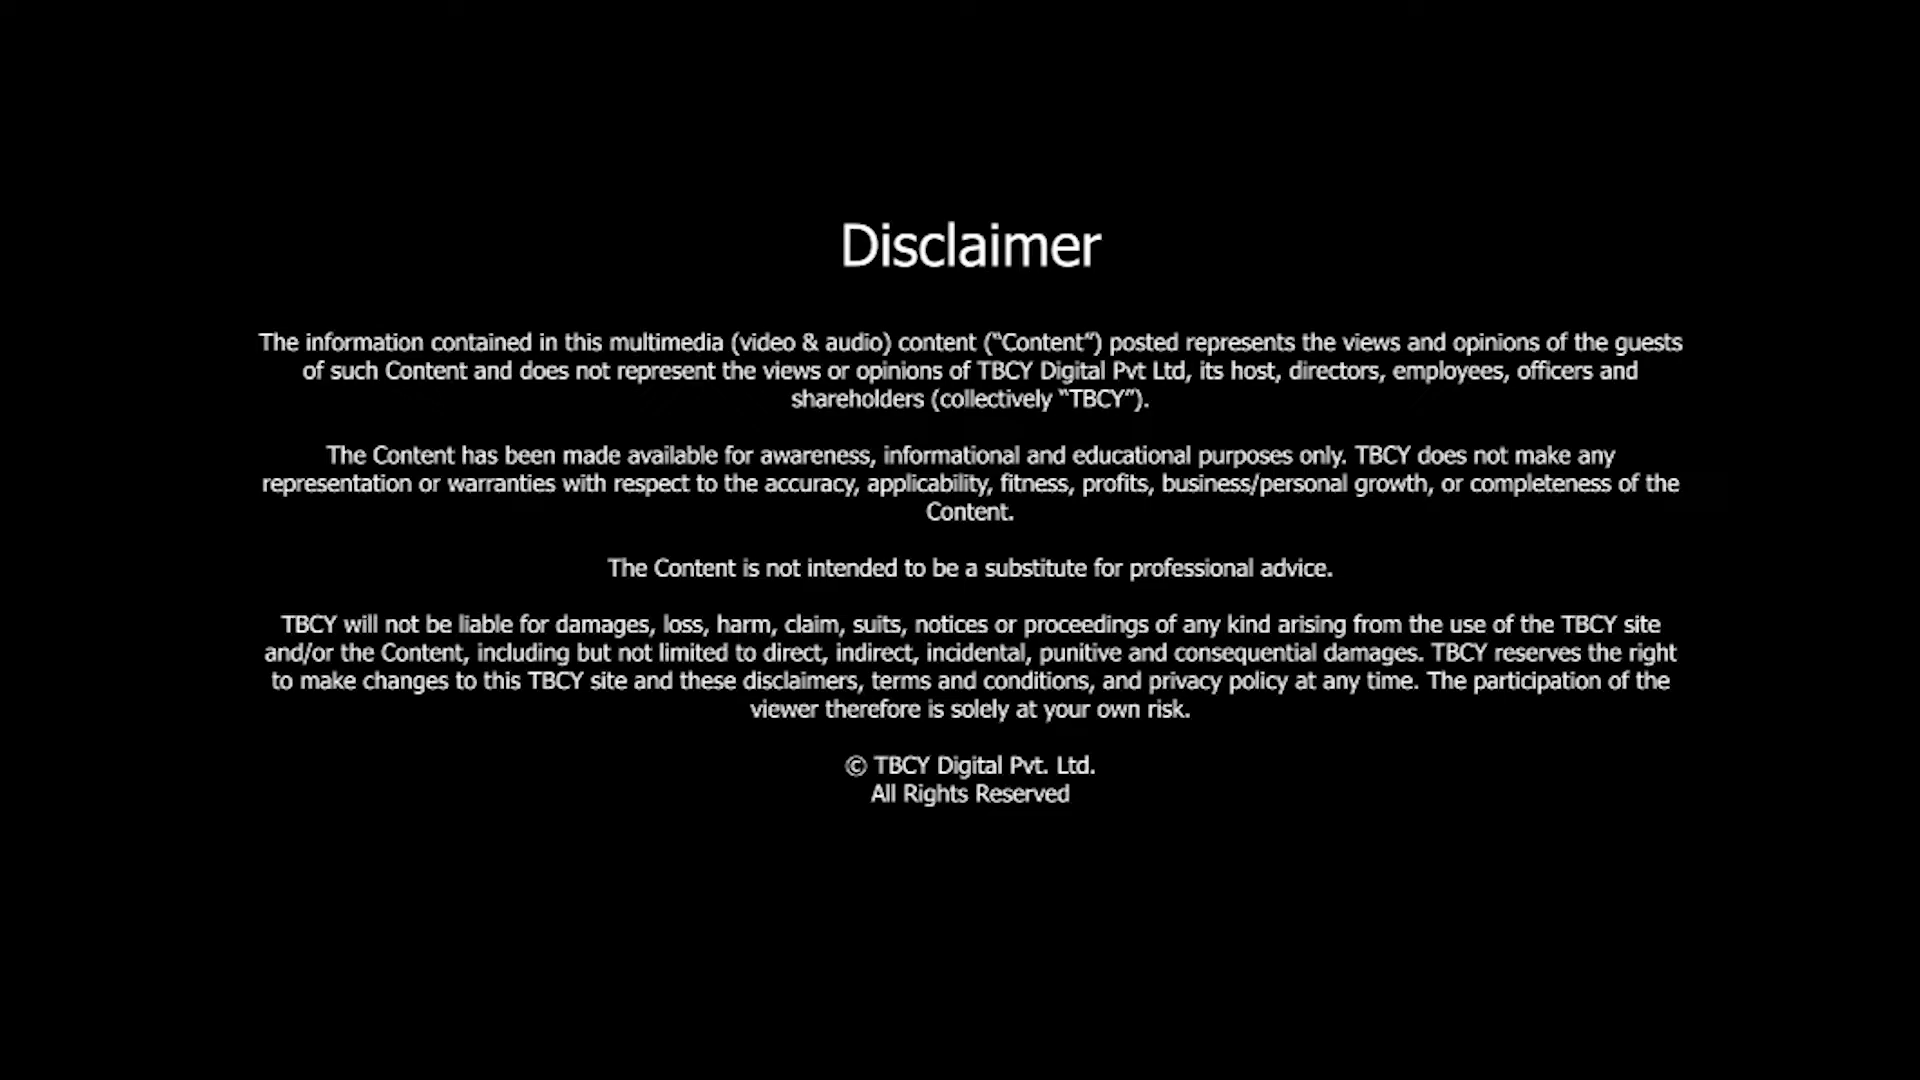 Disclaimer
The information contained in this multimedia (video & audio) content (“Content”) posted represents the views and opinions of the guests
of such Content and does not represent the views or opinions of TBCY Digital Pvt Ltd, its host, directors, employees, officers and
shareholders (collectively “TBCY”).
The Content has been made available for awareness, informational and educational purposes only. TBCY does not make any
representation or warranties with respect to the accuracy, applicability, fitness, profits, business/personal growth, or completeness of the
Content.
The Content is not intended to be a substitute for professional advice.
TBCY will not be liable for damages, loss, harm, claim, suits, notices or proceedings of any kind arising from the use of the TBCY site
and/or the Content, including but not limited to direct, indirect, incidental, punitive and consequential damages. TBCY reserves the right
to make changes to this TBCY site and these disclaimers, terms and conditions, and privacy policy at any time. The participation of the
viewer therefore is solely at your own risk.
© TBCY Digital Pvt. Ltd.
All Rights Reserved